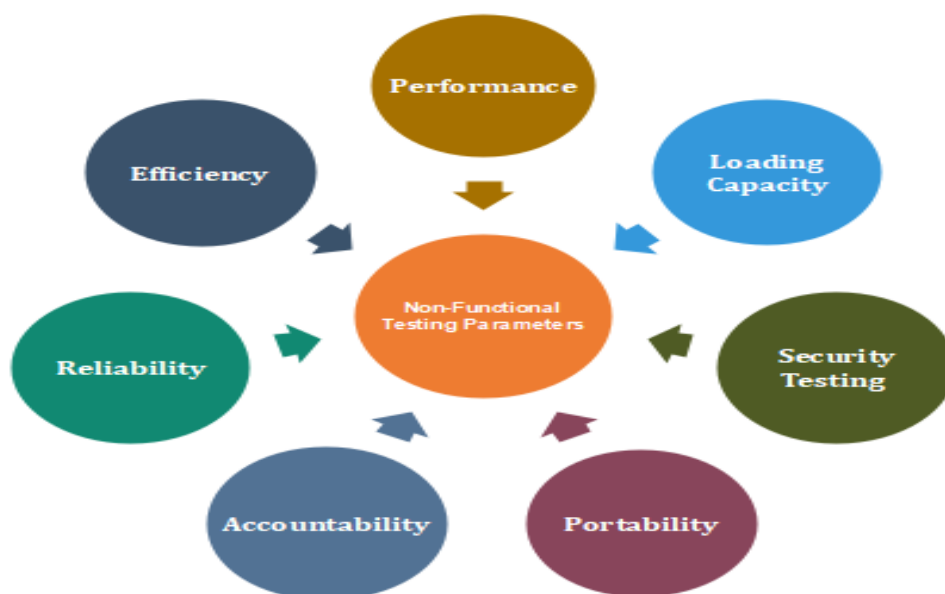 Performance
Efficiency
Loading
Capacity
Non-Functional
Testing Parameters
Reliability
Security
Testing
Accountability
Portability